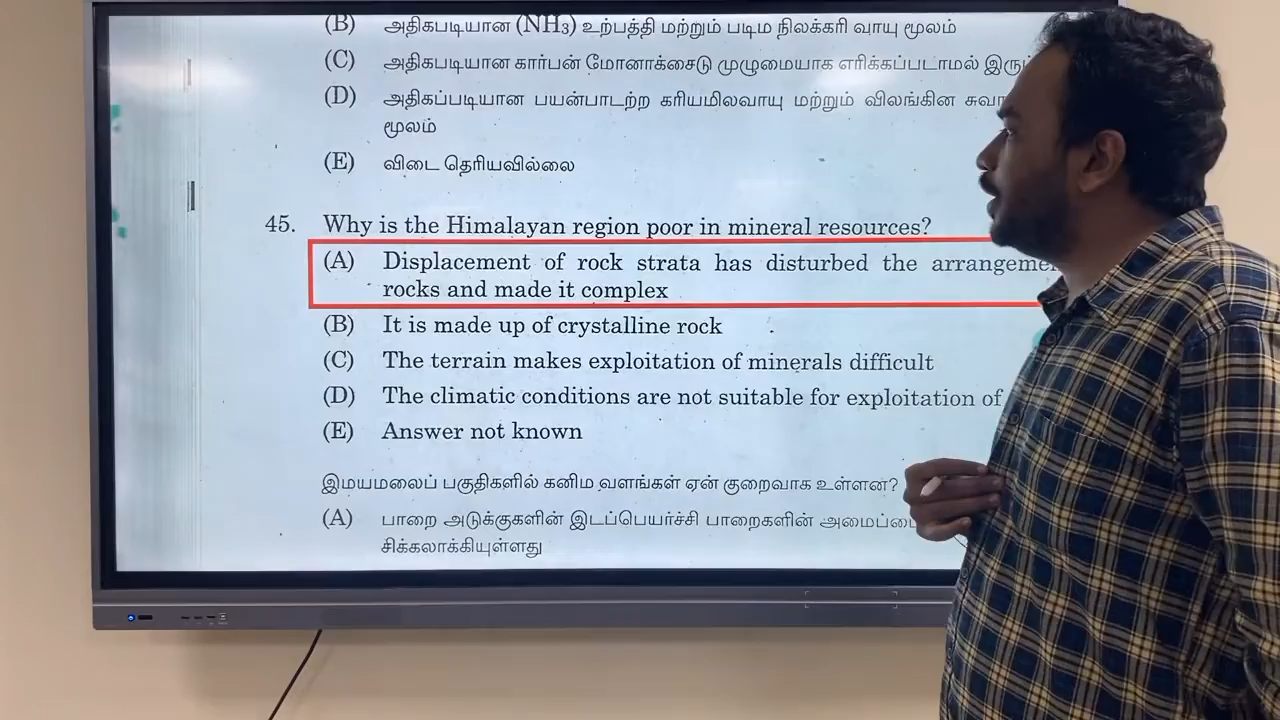 (B) அதிகபடியான (NH3) உற்பத்தி மற்றும் படிம நிலக்கரி வாயு மூலம்
(C) அதிகபடியான கார்பன் மோனாக்சைடு முழுமையாக எரிக்கப்படாமல்
(D) அதிகப்படியான பயன்பாடற்ற கரியமிலவாயு மற்றும் விலங்கின
மூலம்
(E) விடை தெரியவில்லை
45. Why is the Himalayan region poor in mineral resources?
(A) Displacement of rock strata has disturbed the
rocks and made it complex
(B) It is made up of crystalline rock
(C) The terrain makes exploitation of minerals difficult
(D) The climatic conditions are not suitable for exploitation of
(E) Answer not known
இமயமலைப் பகுதிகளில் கனிம வளங்கள் ஏன் குறைவாக உள்ளன?
(A) பாறை அடுக்குகளின் இடப்பெயர்ச்சி பாறைகளின்
சிக்கலாக்கியுள்ளது